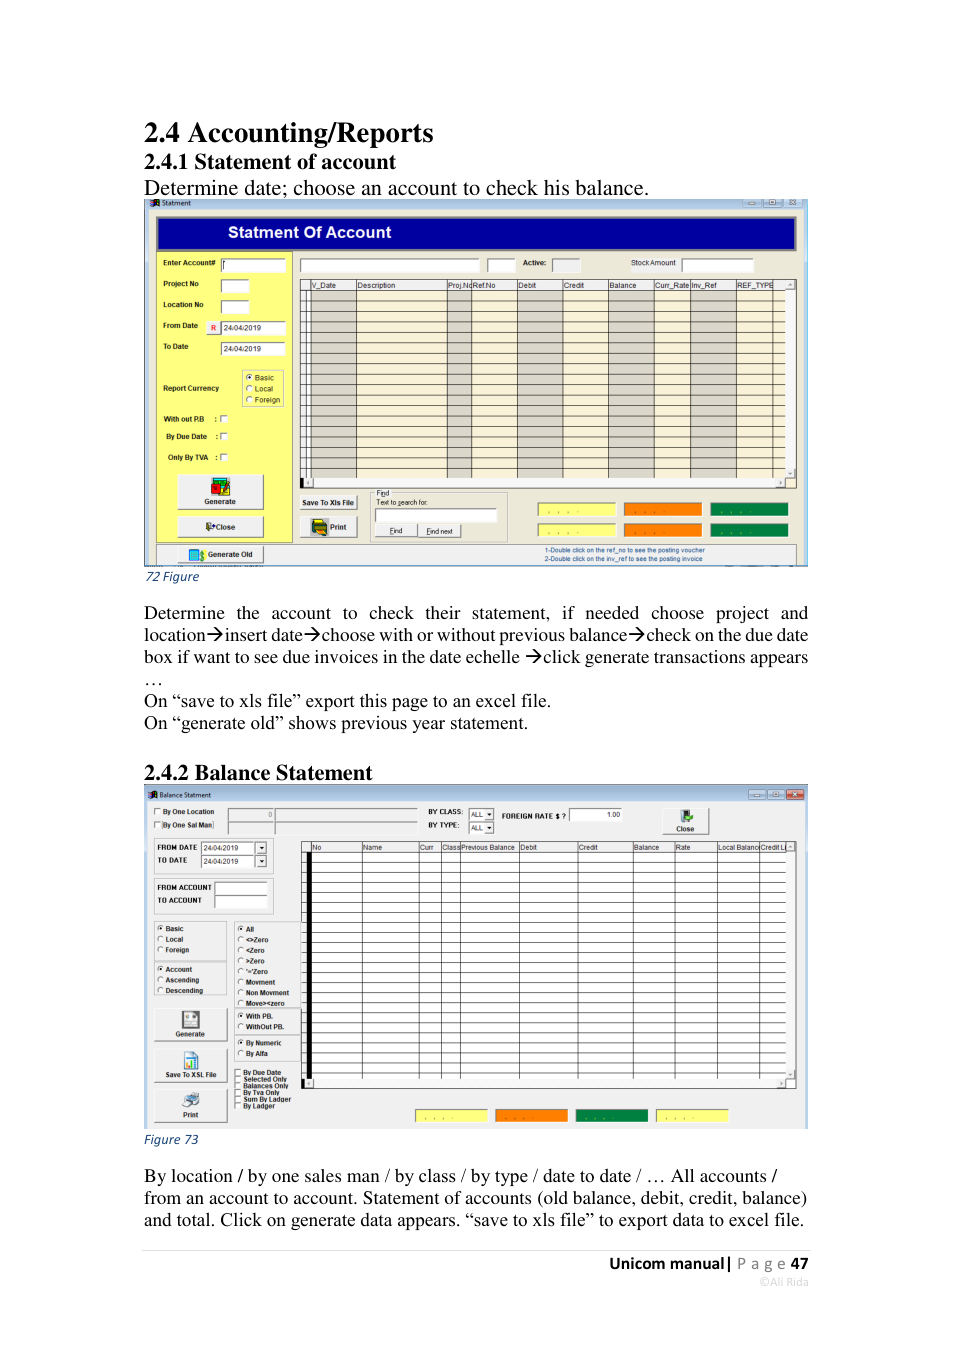 2.4 Accounting/Reports
2.4.1 Statement of account
Determine date; choose an account to check his balance.
Statment
Statment Of Account
Enter Account#
Active:
Stock Amount
Project No
Location No
From Date R 24/04/2019
To Date 24/04/2019
Report Currency
Basic
Local
Foreign
With out P.B :
By Due Date :
Only By TVA :
Generate
Close
Generate Old
V_Date Description Proj.No Ref.No Debit Credit Balance Curr_Rate Inv_Ref REF_TYPE
Save To Xls File
Print
Find
Text to search for:
Find Find next
1-Double click on the ref_no to see the posting voucher
2-Double click on the inv_ref to see the posting invoice
72 Figure
Determine the account to check their statement, if needed choose project and
location→insert date→choose with or without previous balance→check on the due date
box if want to see due invoices in the date echelle →click generate transactions appears
…
On “save to xls file” export this page to an excel file.
On “generate old” shows previous year statement.
2.4.2 Balance Statement
Balance Statment
By One Location 0
By One Sal Man
BY CLASS: ALL
BY TYPE: ALL
FOREIGN RATE $ ? 1.00
Close
FROM DATE 24/04/2019
TO DATE 24/04/2019
FROM ACCOUNT
TO ACCOUNT
Basic
Local
Foreign
Account
Ascending
Descending
Generate
Save To XSL File
Print
All
<>Zero
<Zero
>Zero
'='Zero
Movment
Non Movment
Move><zero
With PB.
WithOut PB.
By Numeric
By Alfa
By Due Date
Selected Only
Balances Only
By Tva Only
Sum By Ladger
By Ladger
No Name Curr Class Previous Balance Debit Credit Balance Rate Local Balanc Credit Li
Figure 73
By location / by one sales man / by class / by type / date to date / … All accounts /
from an account to account. Statement of accounts (old balance, debit, credit, balance)
and total. Click on generate data appears. “save to xls file” to export data to excel file.
Unicom manual| P a g e 47
©Ali Rida